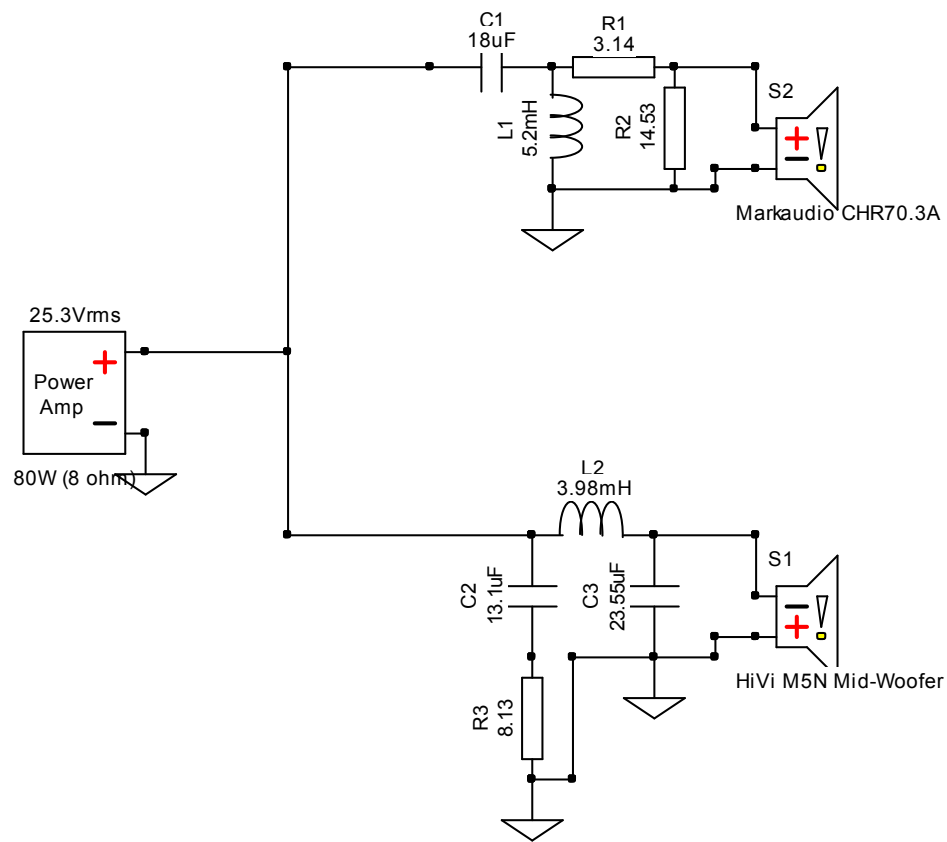 C1
18uF
R1
3.14
L1
5.2mH
R2
14.53
S2
Markaudio CHR70.3A
25.3Vrms
Power
Amp
80W (8 ohm)
L2
3.98mH
C2
13.1uF
C3
23.55uF
S1
HiVi M5N Mid-Woofer
R3
8.13